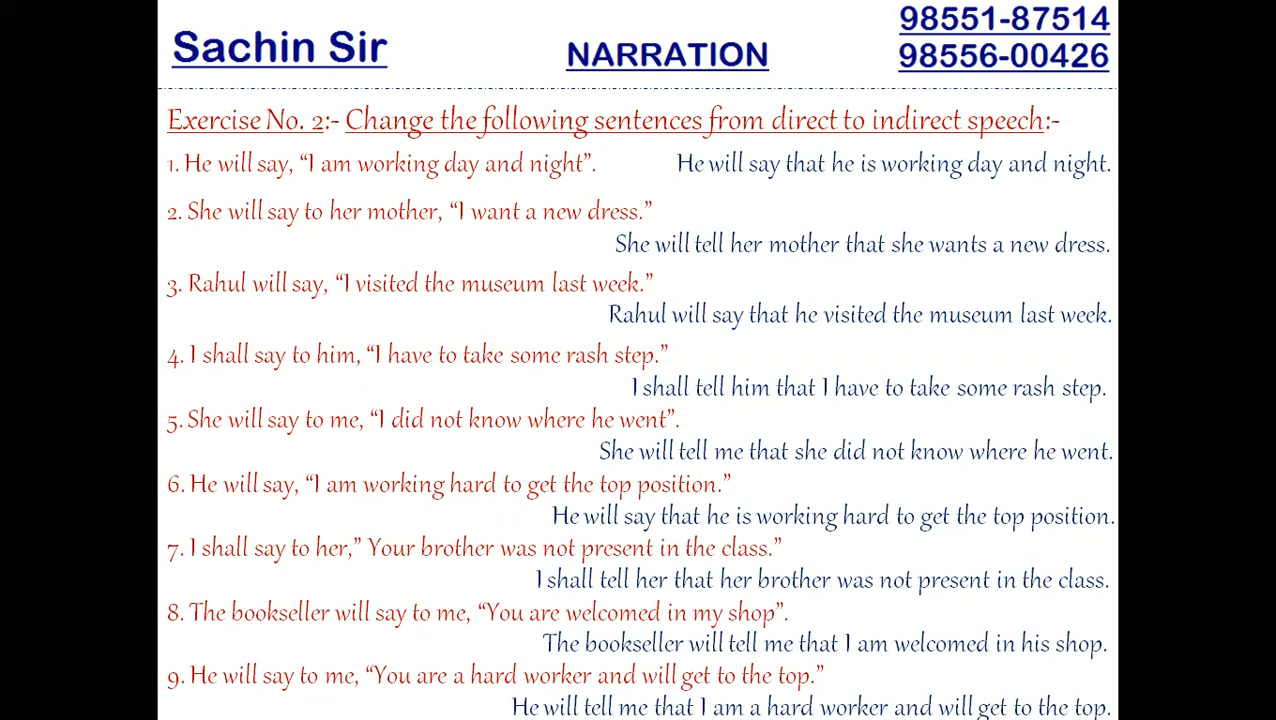 Sachin Sir NARRATION 98551-87514
98556-00426
Exercise No. 2:- Change the following sentences from direct to indirect speech:-
1. He will say, “I am working day and night”. He will say that he is working day and night.
2. She will say to her mother, “I want a new dress.”
She will tell her mother that she wants a new dress.
3. Rahul will say, “I visited the museum last week.”
Rahul will say that he visited the museum last week.
4. I shall say to him, “I have to take some rash step.”
I shall tell him that I have to take some rash step.
5. She will say to me, “I did not know where he went”.
She will tell me that she did not know where he went.
6. He will say, “I am working hard to get the top position.”
He will say that he is working hard to get the top position.
7. I shall say to her,” Your brother was not present in the class.”
I shall tell her that her brother was not present in the class.
8. The bookseller will say to me, “You are welcomed in my shop”.
The bookseller will tell me that I am welcomed in his shop.
9. He will say to me, “You are a hard worker and will get to the top.”
He will tell me that I am a hard worker and will get to the top.